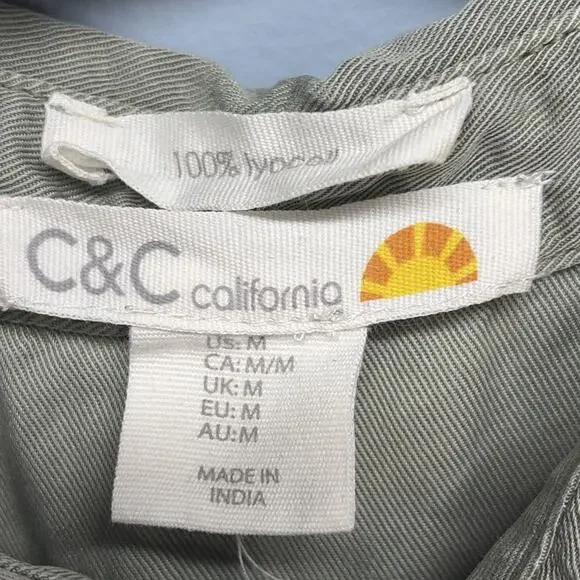 100% lyocell
C&C california
US: M
CA: M/M
UK: M
EU: M
AU: M
MADE IN
INDIA